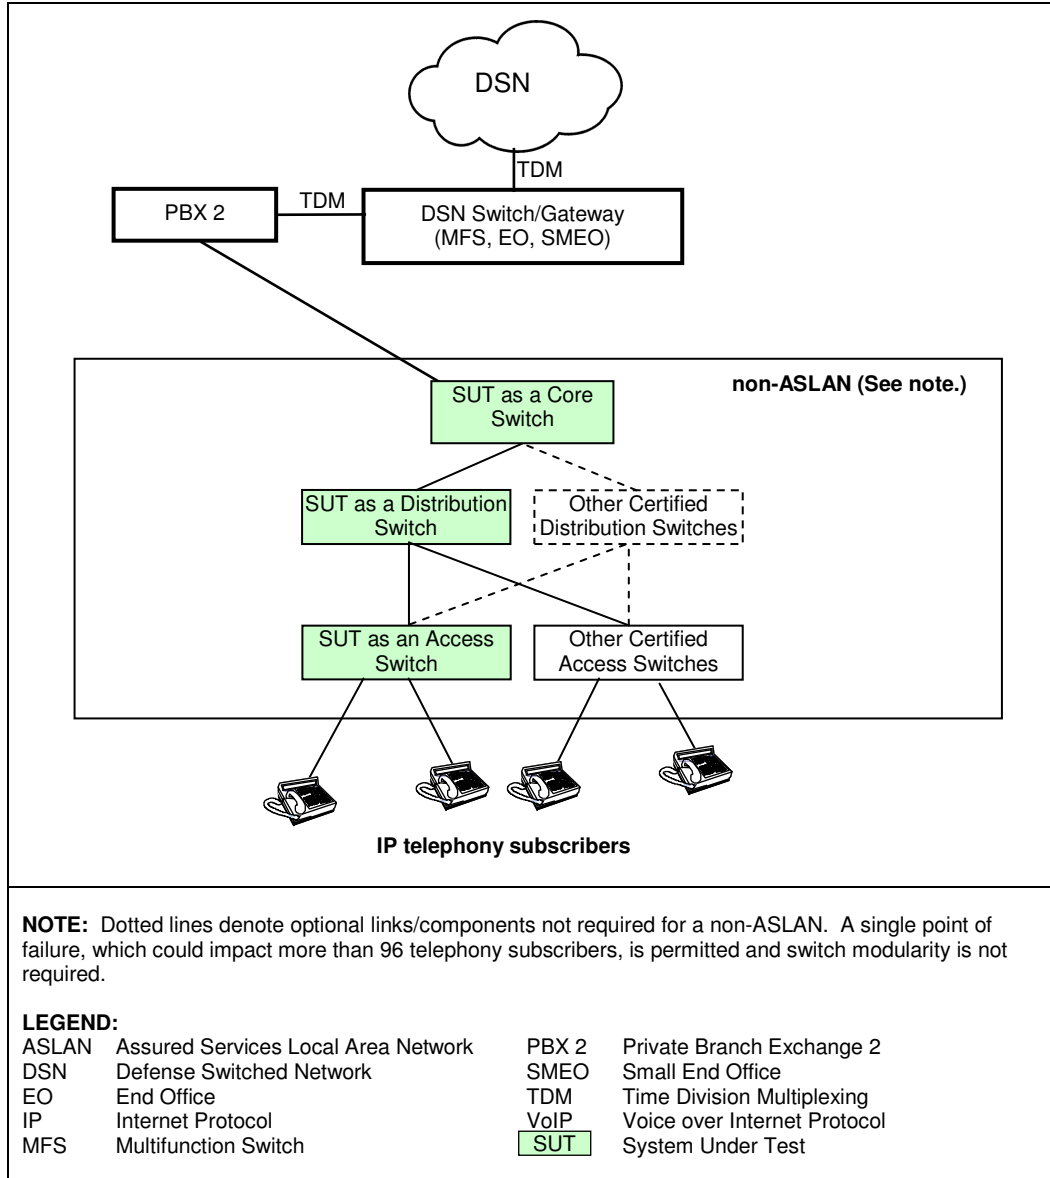 DSN
TDM
PBX 2
TDM
DSN Switch/Gateway
(MFS, EO, SMEO)
non-ASLAN (See note.)
SUT as a Core
Switch
SUT as a Distribution
Switch
Other Certified
Distribution Switches
SUT as an Access
Switch
Other Certified
Access Switches
IP telephony subscribers
NOTE: Dotted lines denote optional links/components not required for a non-ASLAN. A single point of
failure, which could impact more than 96 telephony subscribers, is permitted and switch modularity is not
required.
LEGEND:
ASLAN Assured Services Local Area Network
DSN Defense Switched Network
EO End Office
IP Internet Protocol
MFS Multifunction Switch
PBX 2 Private Branch Exchange 2
SMEO Small End Office
TDM Time Division Multiplexing
VoIP Voice over Internet Protocol
SUT System Under Test